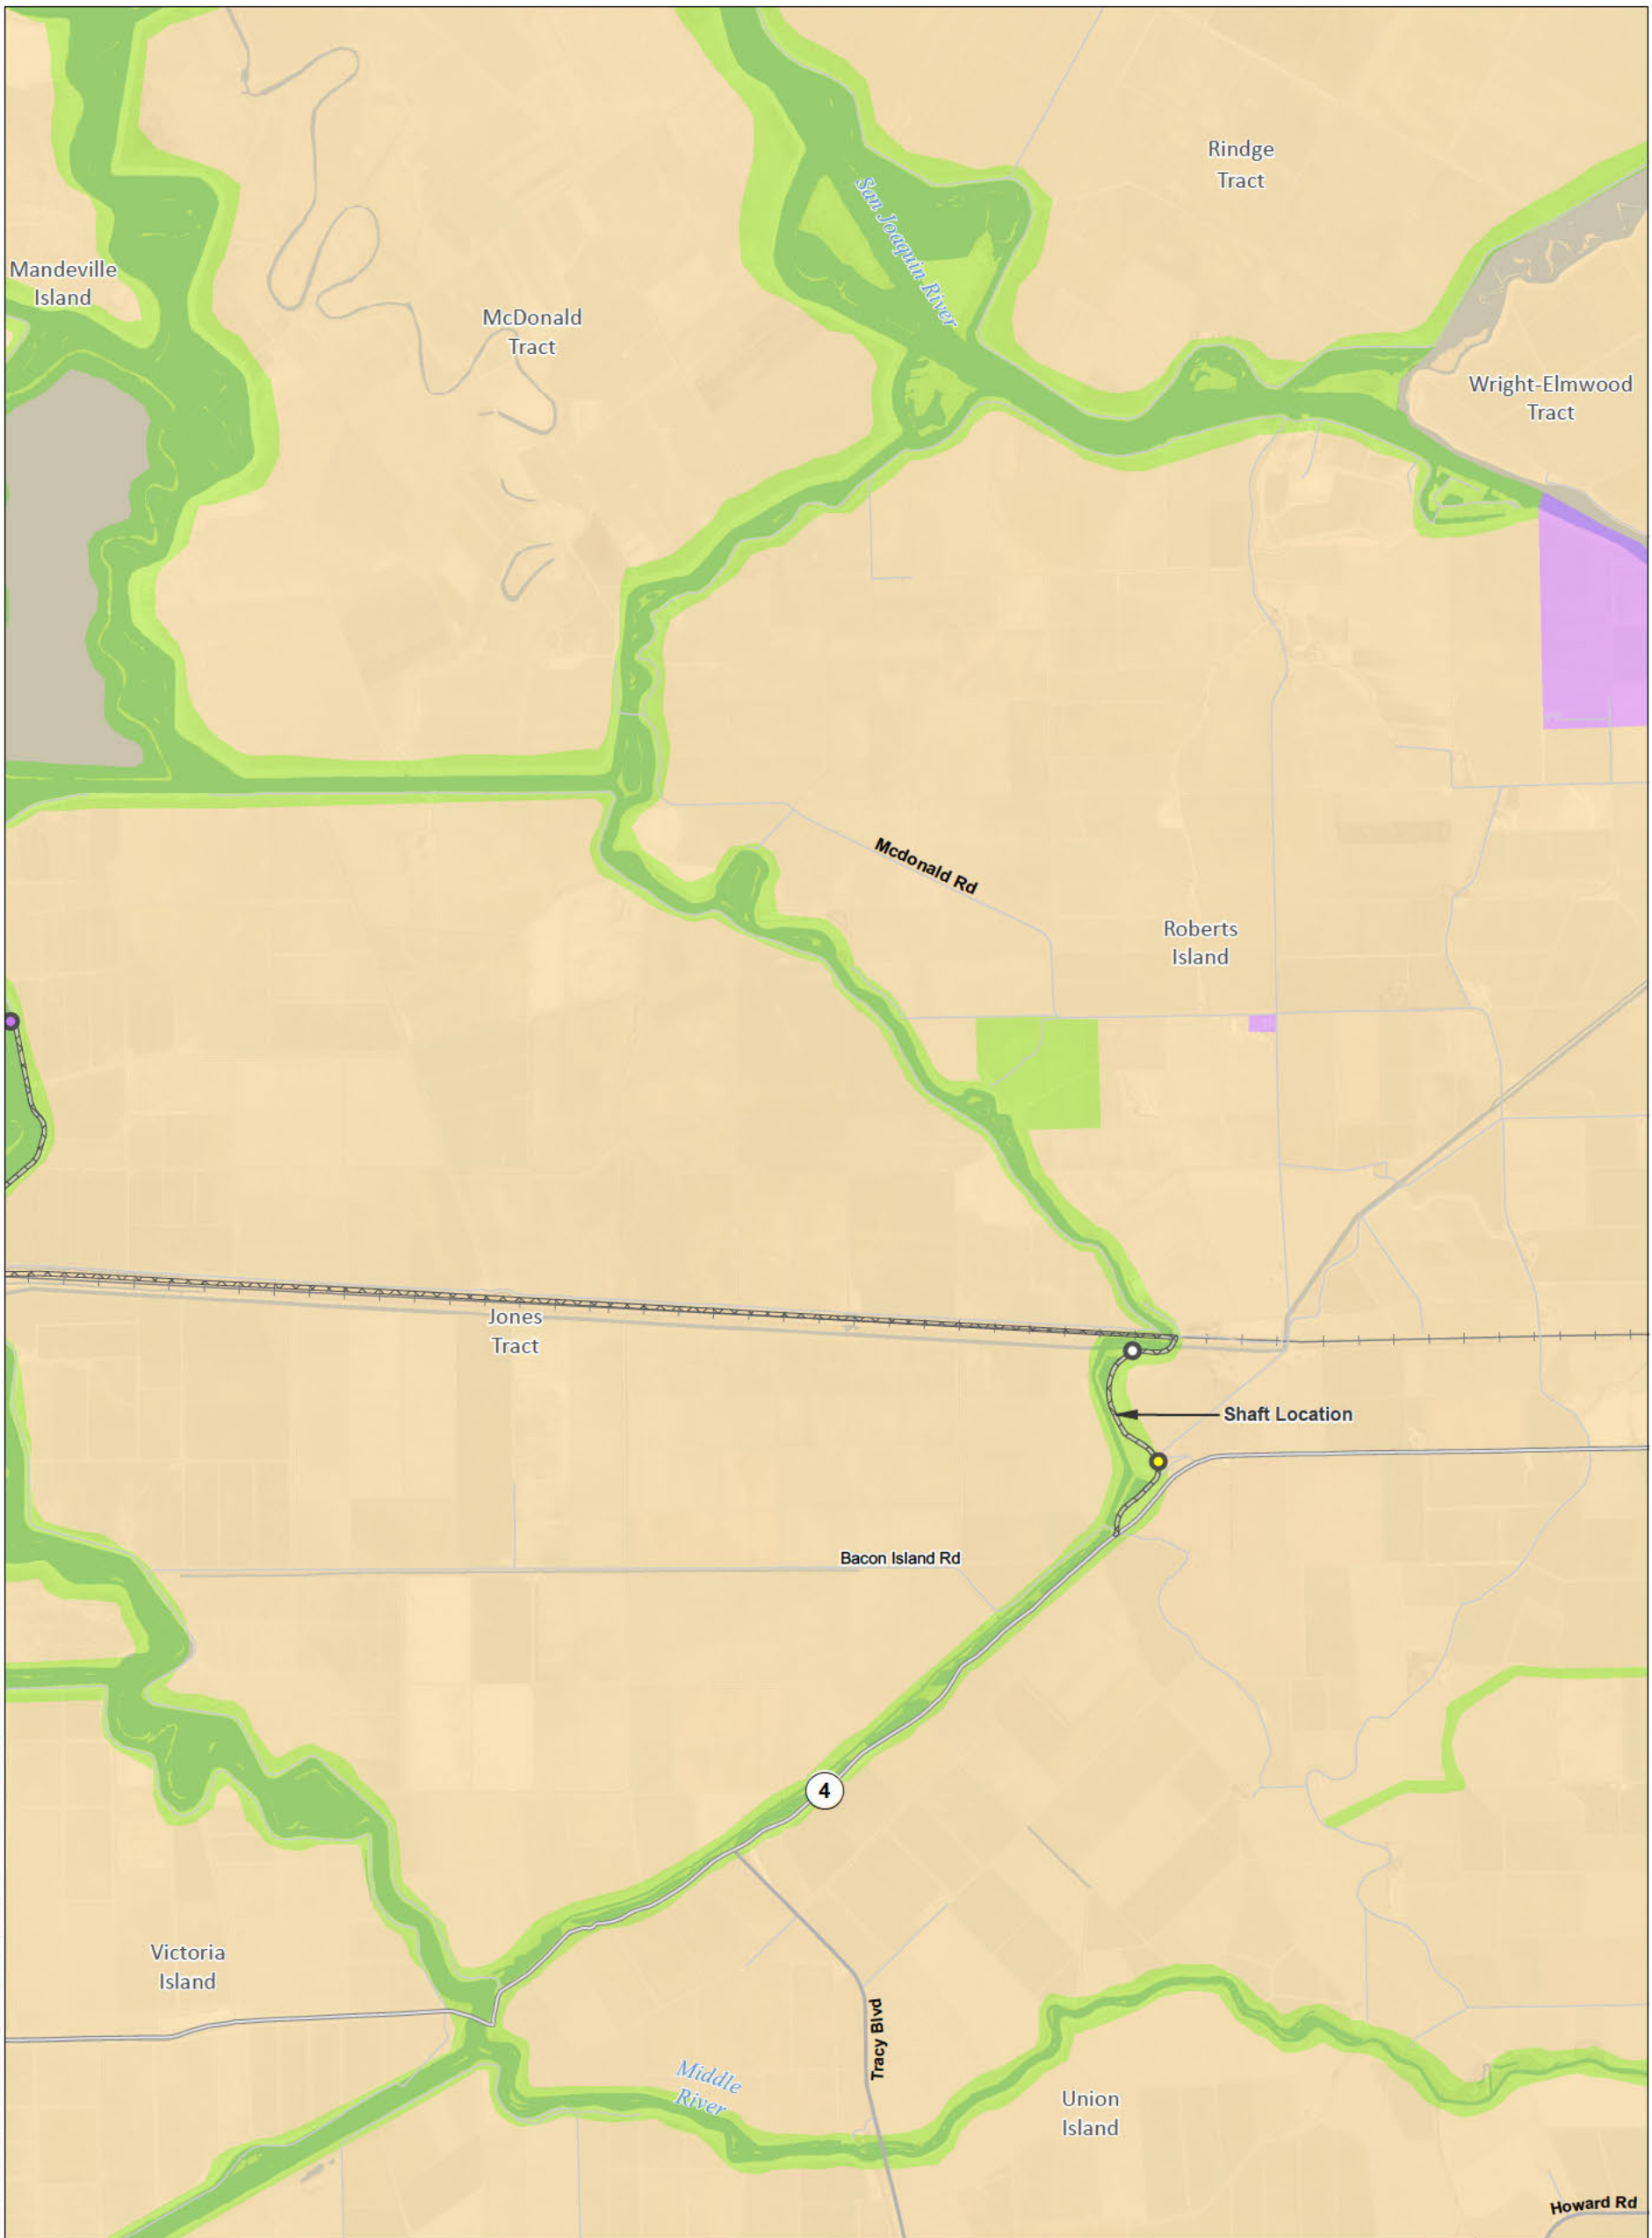 Rindge
Tract
San Joaquin River
Mandeville
Island
McDonald
Tract
Wright-Elmwood
Tract
Mcdonald Rd
Roberts
Island
Jones
Tract
Shaft Location
Bacon Island Rd
4
Victoria
Island
Tracy Blvd
Middle
River
Union
Island
Howard Rd